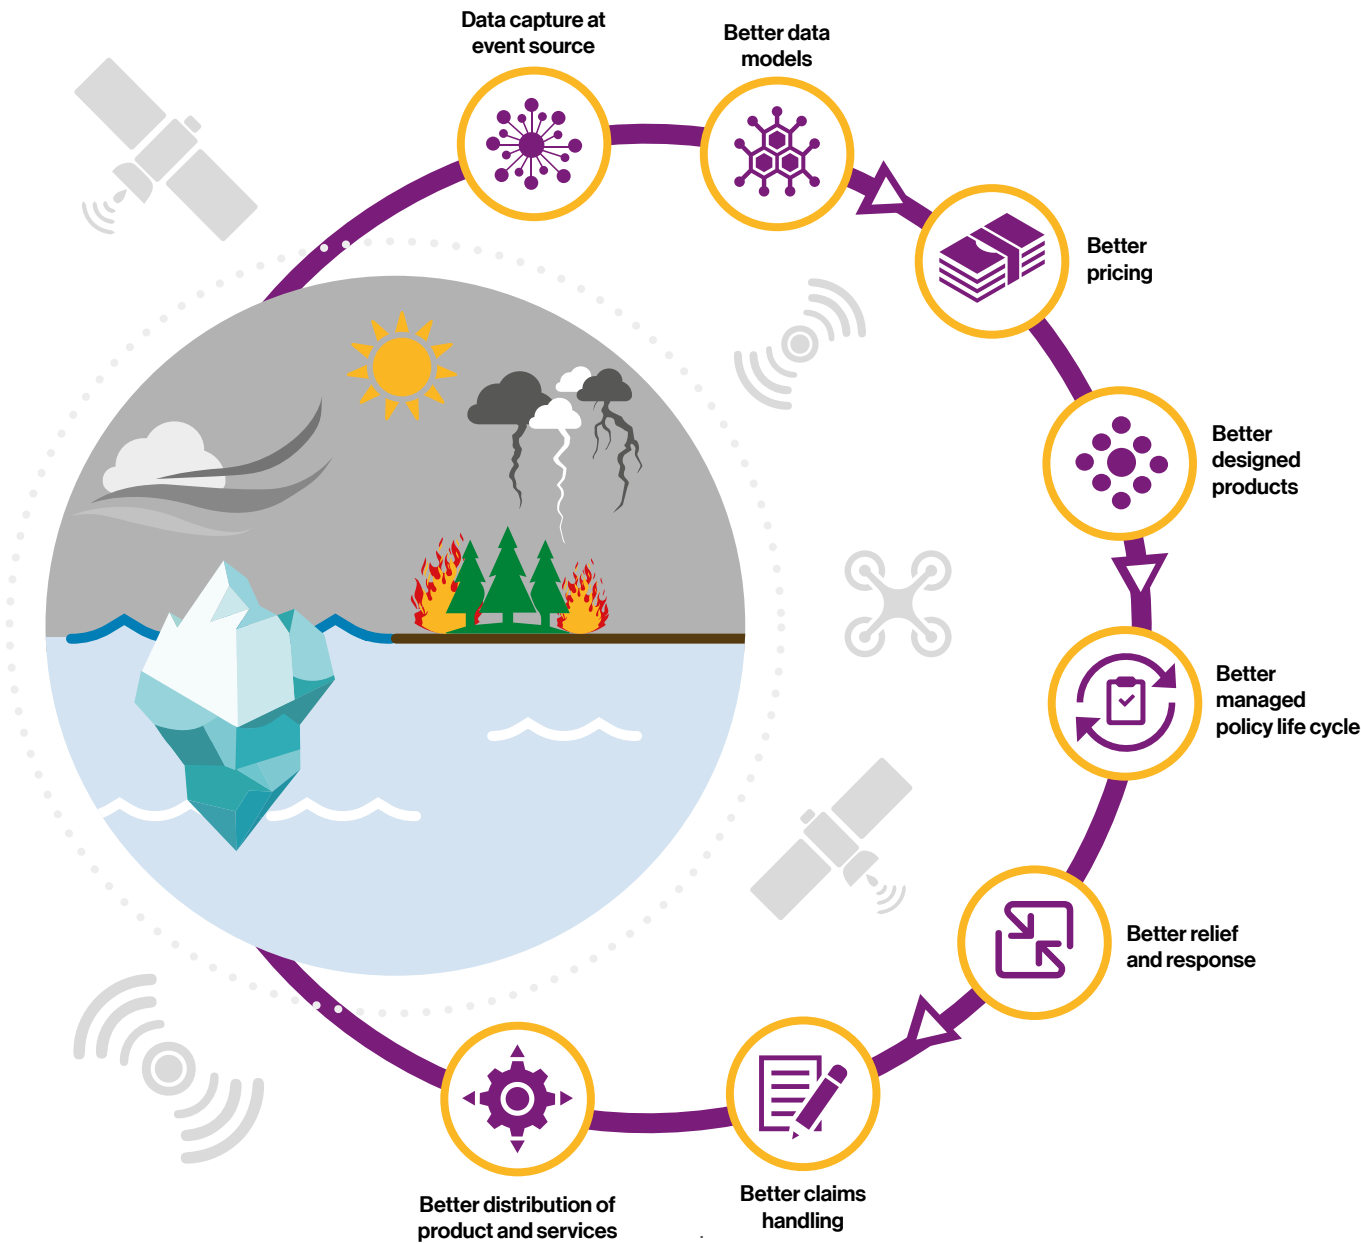 Data capture at
event source
Better data
models
Better
pricing
Better
designed
products
Better
managed
policy life cycle
Better relief
and response
Better claims
handling
Better distribution of
product and services